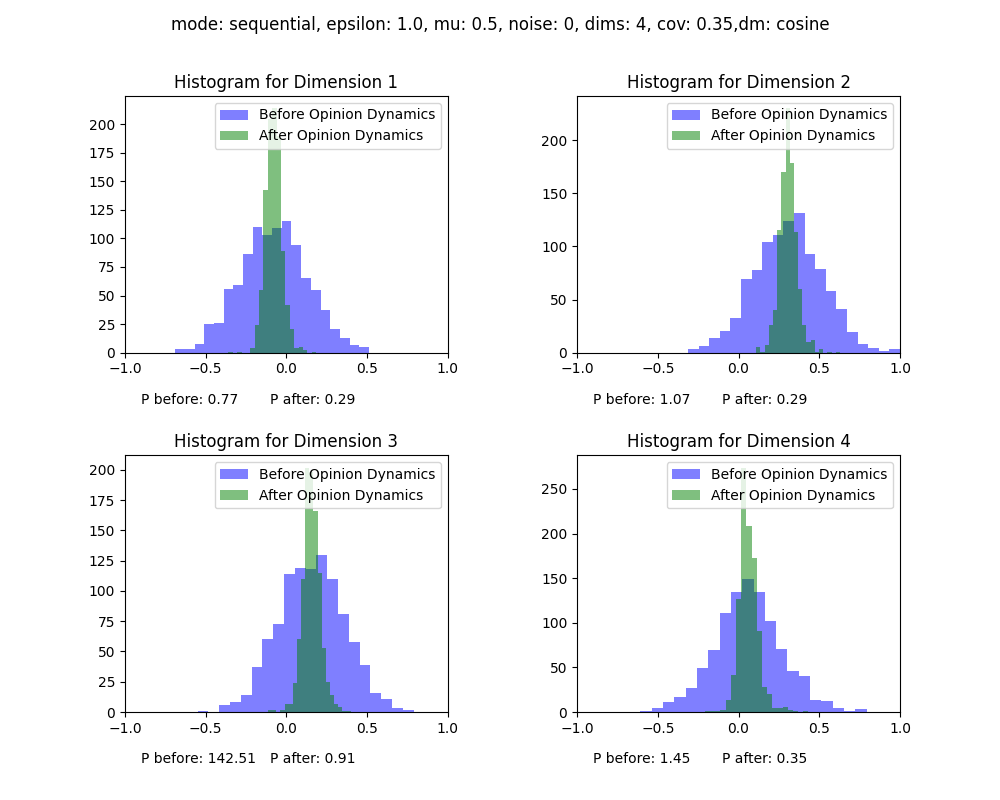 mode: sequential, epsilon: 1.0, mu: 0.5, noise: 0, dims: 4, cov: 0.35,dm: cosine
Histogram for Dimension 1
Before Opinion Dynamics
After Opinion Dynamics
200
175
150
125
100
75
50
25
0
−1.0 −0.5 0.0 0.5 1.0
P before: 0.77 P after: 0.29
Histogram for Dimension 2
Before Opinion Dynamics
After Opinion Dynamics
200
150
100
50
0
−1.0 −0.5 0.0 0.5 1.0
P before: 1.07 P after: 0.29
Histogram for Dimension 3
Before Opinion Dynamics
After Opinion Dynamics
200
175
150
125
100
75
50
25
0
−1.0 −0.5 0.0 0.5 1.0
P before: 142.51 P after: 0.91
Histogram for Dimension 4
Before Opinion Dynamics
After Opinion Dynamics
250
200
150
100
50
0
−1.0 −0.5 0.0 0.5 1.0
P before: 1.45 P after: 0.35